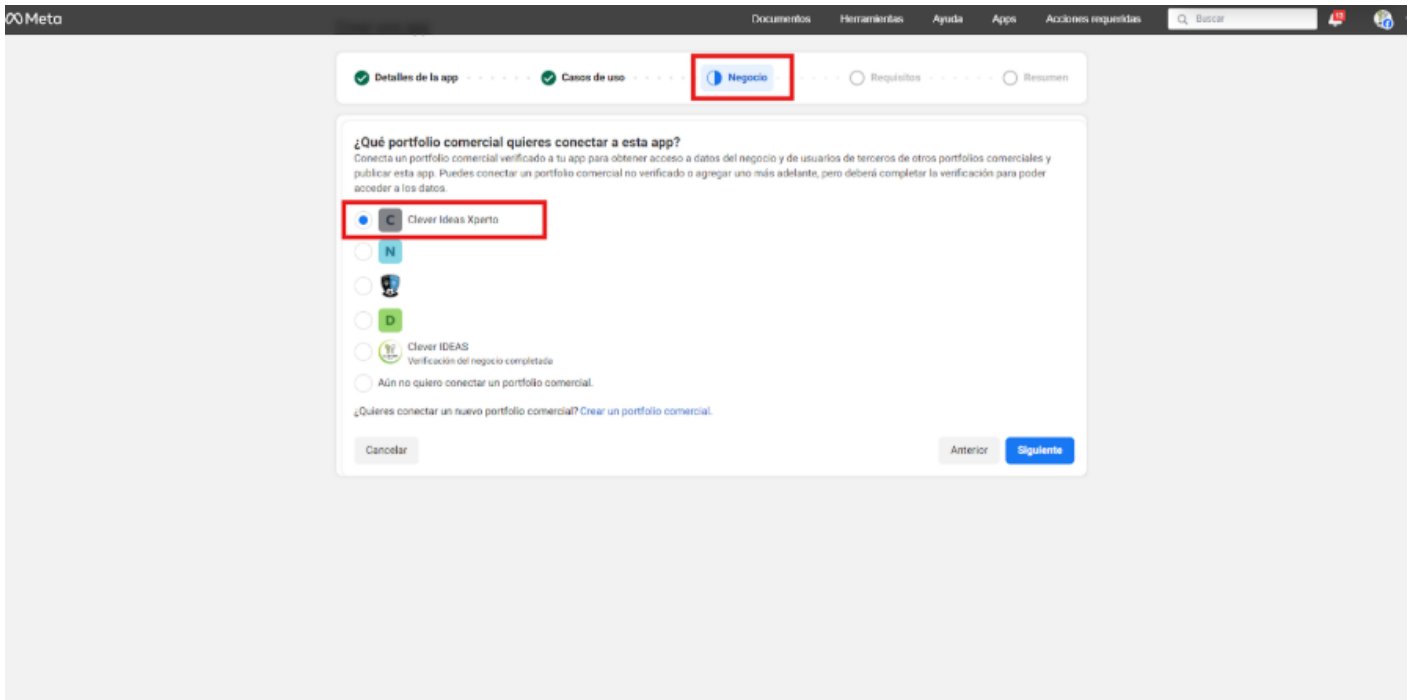 Meta
Documentos Herramientas Ayuda Apps Acciones requeridas Buscar
Detalles de la app Casos de uso Negocio Requisitos Resumen
¿Qué portfolio comercial quieres conectar a esta app?
Conecta un portfolio comercial verificado a tu app para obtener acceso a datos del negocio y de usuarios de terceros de otros portfolios comerciales y
publicar esta app. Puedes conectar un portfolio comercial no verificado o agregar uno más adelante, pero deberá completar la verificación para poder
acceder a los datos.
C Clever Ideas Xperto
N
D
Clever IDEAS
Verificación del negocio completada
Aún no quiero conectar un portfolio comercial.
¿Quieres conectar un nuevo portfolio comercial? Crear un portfolio comercial.
Cancelar Anterior Siguiente